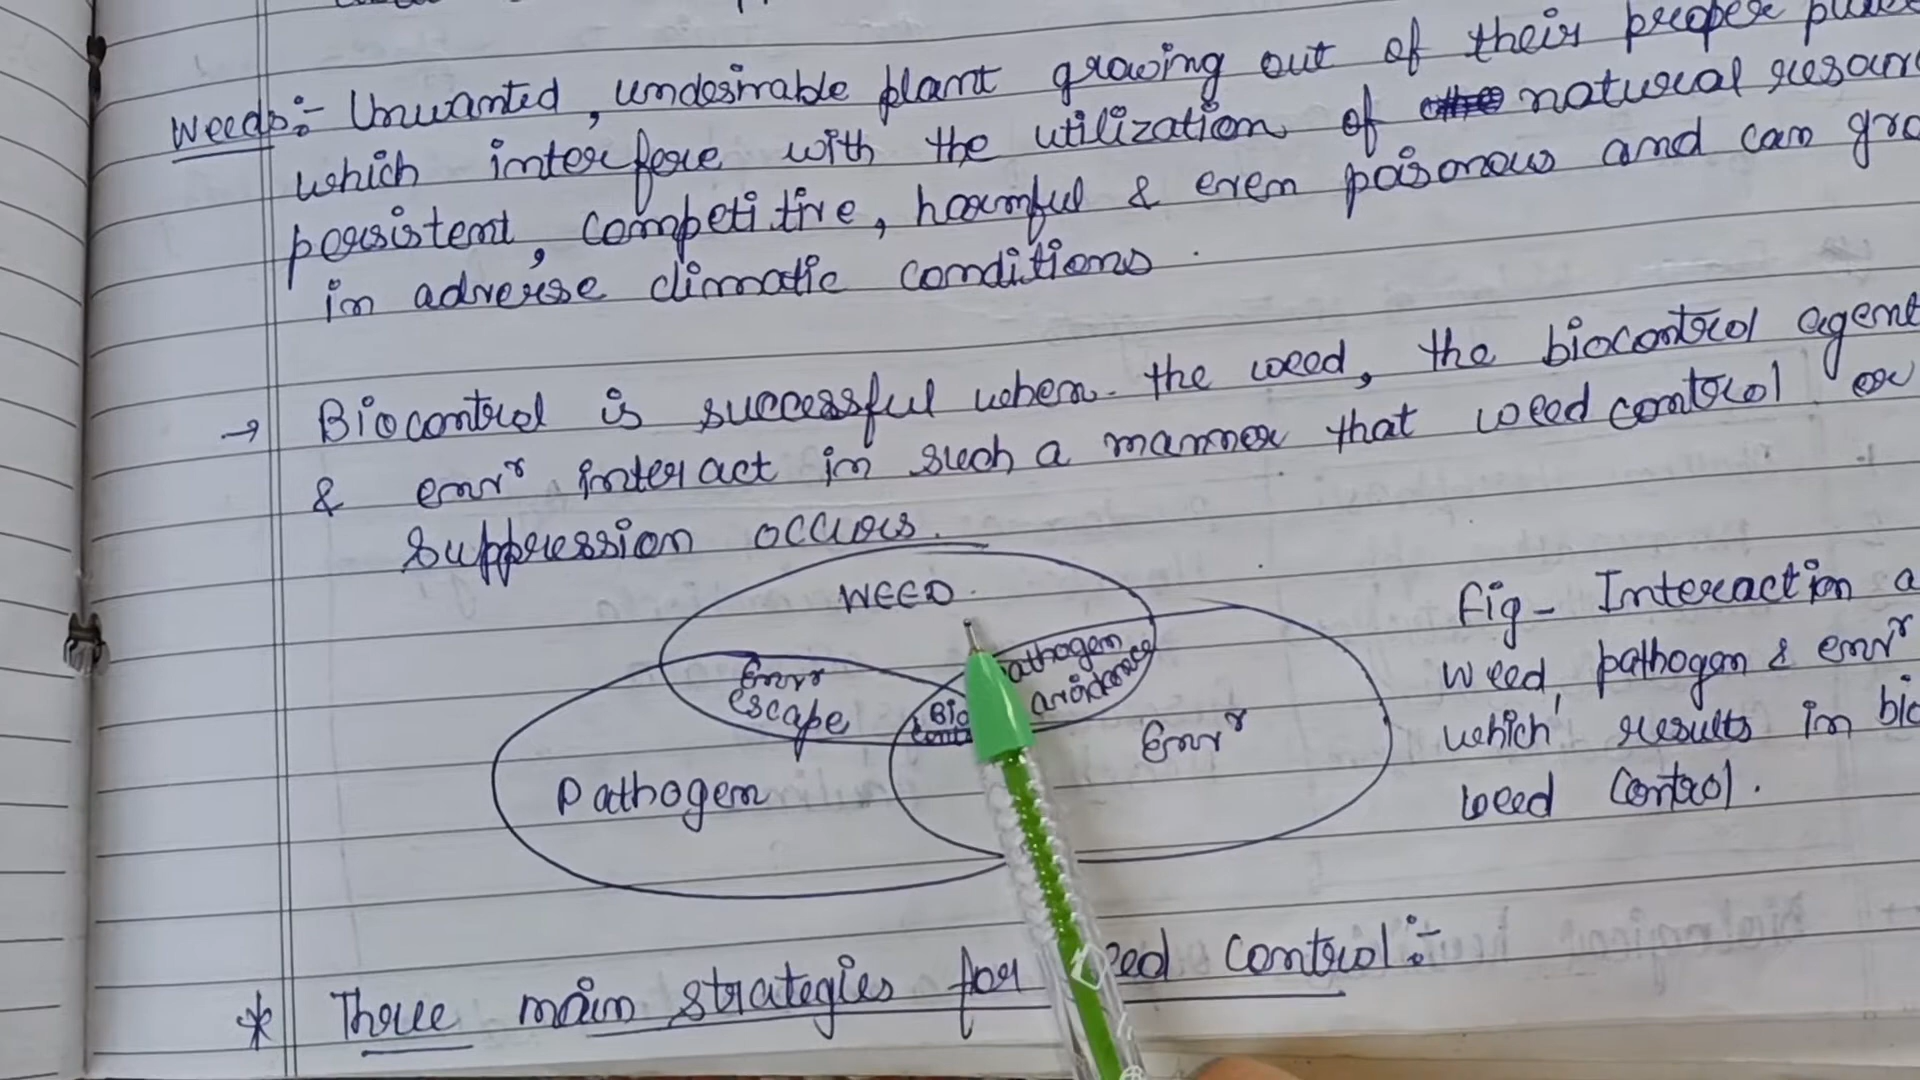 Weeds:- Unwanted, undesirable plant growing out of their proper
which interfere with the utilization of natural
persistent, competitive, harmful & even poisonous and can
in adverse climatic conditions.
→ Biocontrol is successful when the weed, the biocontrol agent
& envr interact in such a manner that weed control or
suppression occurs.
WEED
Envr
escape
Pathogen
avoidance
Bio
Envr
Pathogen
Fig- Interaction
weed, pathogen & envr
which results in
weed control.
* Three main strategies for control:-